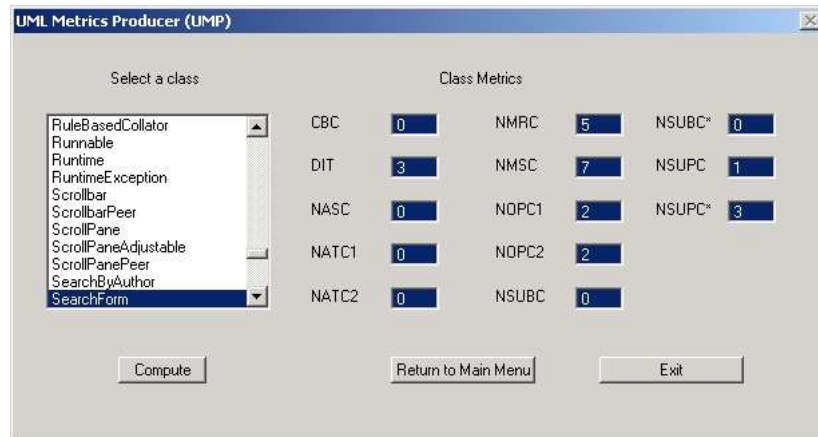 UML Metrics Producer (UMP)
Select a class
Class Metrics
RuleBasedCollator
Runnable
Runtime
RuntimeException
Scrollbar
ScrollbarPeer
ScrollPane
ScrollPaneAdjustable
ScrollPanePeer
SearchByAuthor
SearchForm
CBC 0 NMRC 5 NSUBC* 0
DIT 3 NMSC 7 NSUPC 1
NASC 0 NOPC1 2 NSUPC* 3
NATC1 0 NOPC2 2
NATC2 0 NSUBC 0
Compute
Return to Main Menu
Exit